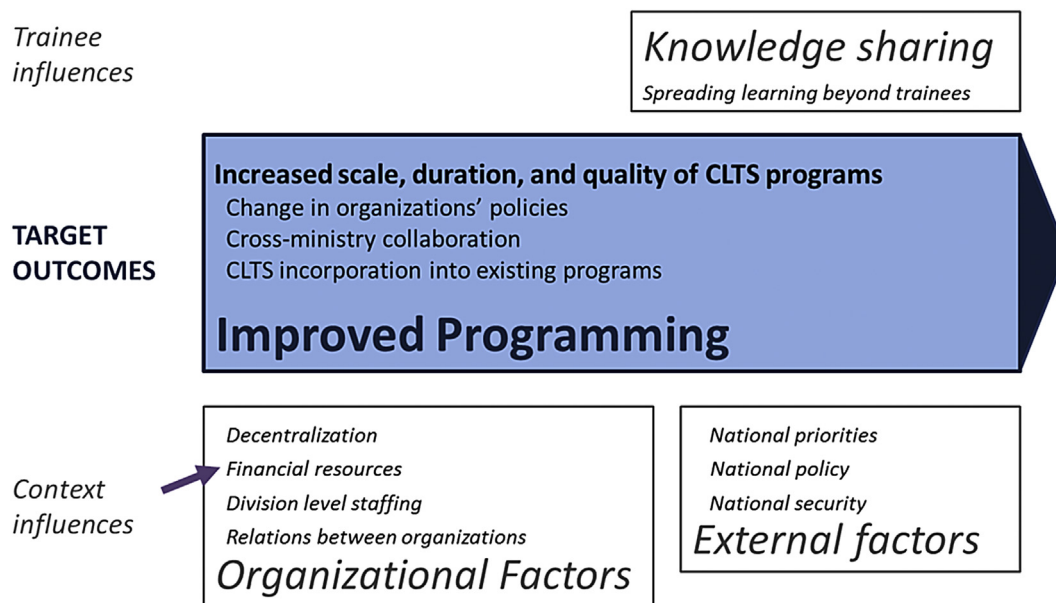 Trainee
influences
Knowledge sharing
Spreading learning beyond trainees
TARGET
OUTCOMES
Increased scale, duration, and quality of CLTS programs
Change in organizations’ policies
Cross-ministry collaboration
CLTS incorporation into existing programs
Improved Programming
Context
influences
Decentralization
Financial resources
Division level staffing
Relations between organizations
Organizational Factors
National priorities
National policy
National security
External factors